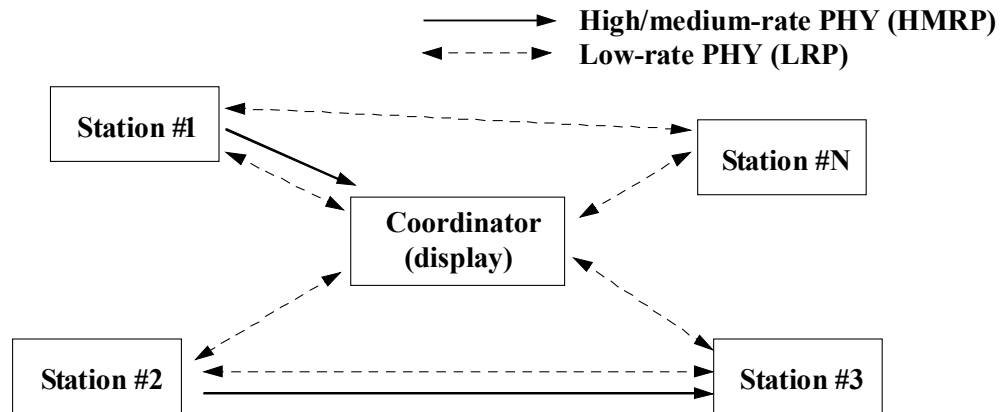 High/medium-rate PHY (HMRP)
Low-rate PHY (LRP)
Station #1
Station #N
Coordinator
(display)
Station #2
Station #3